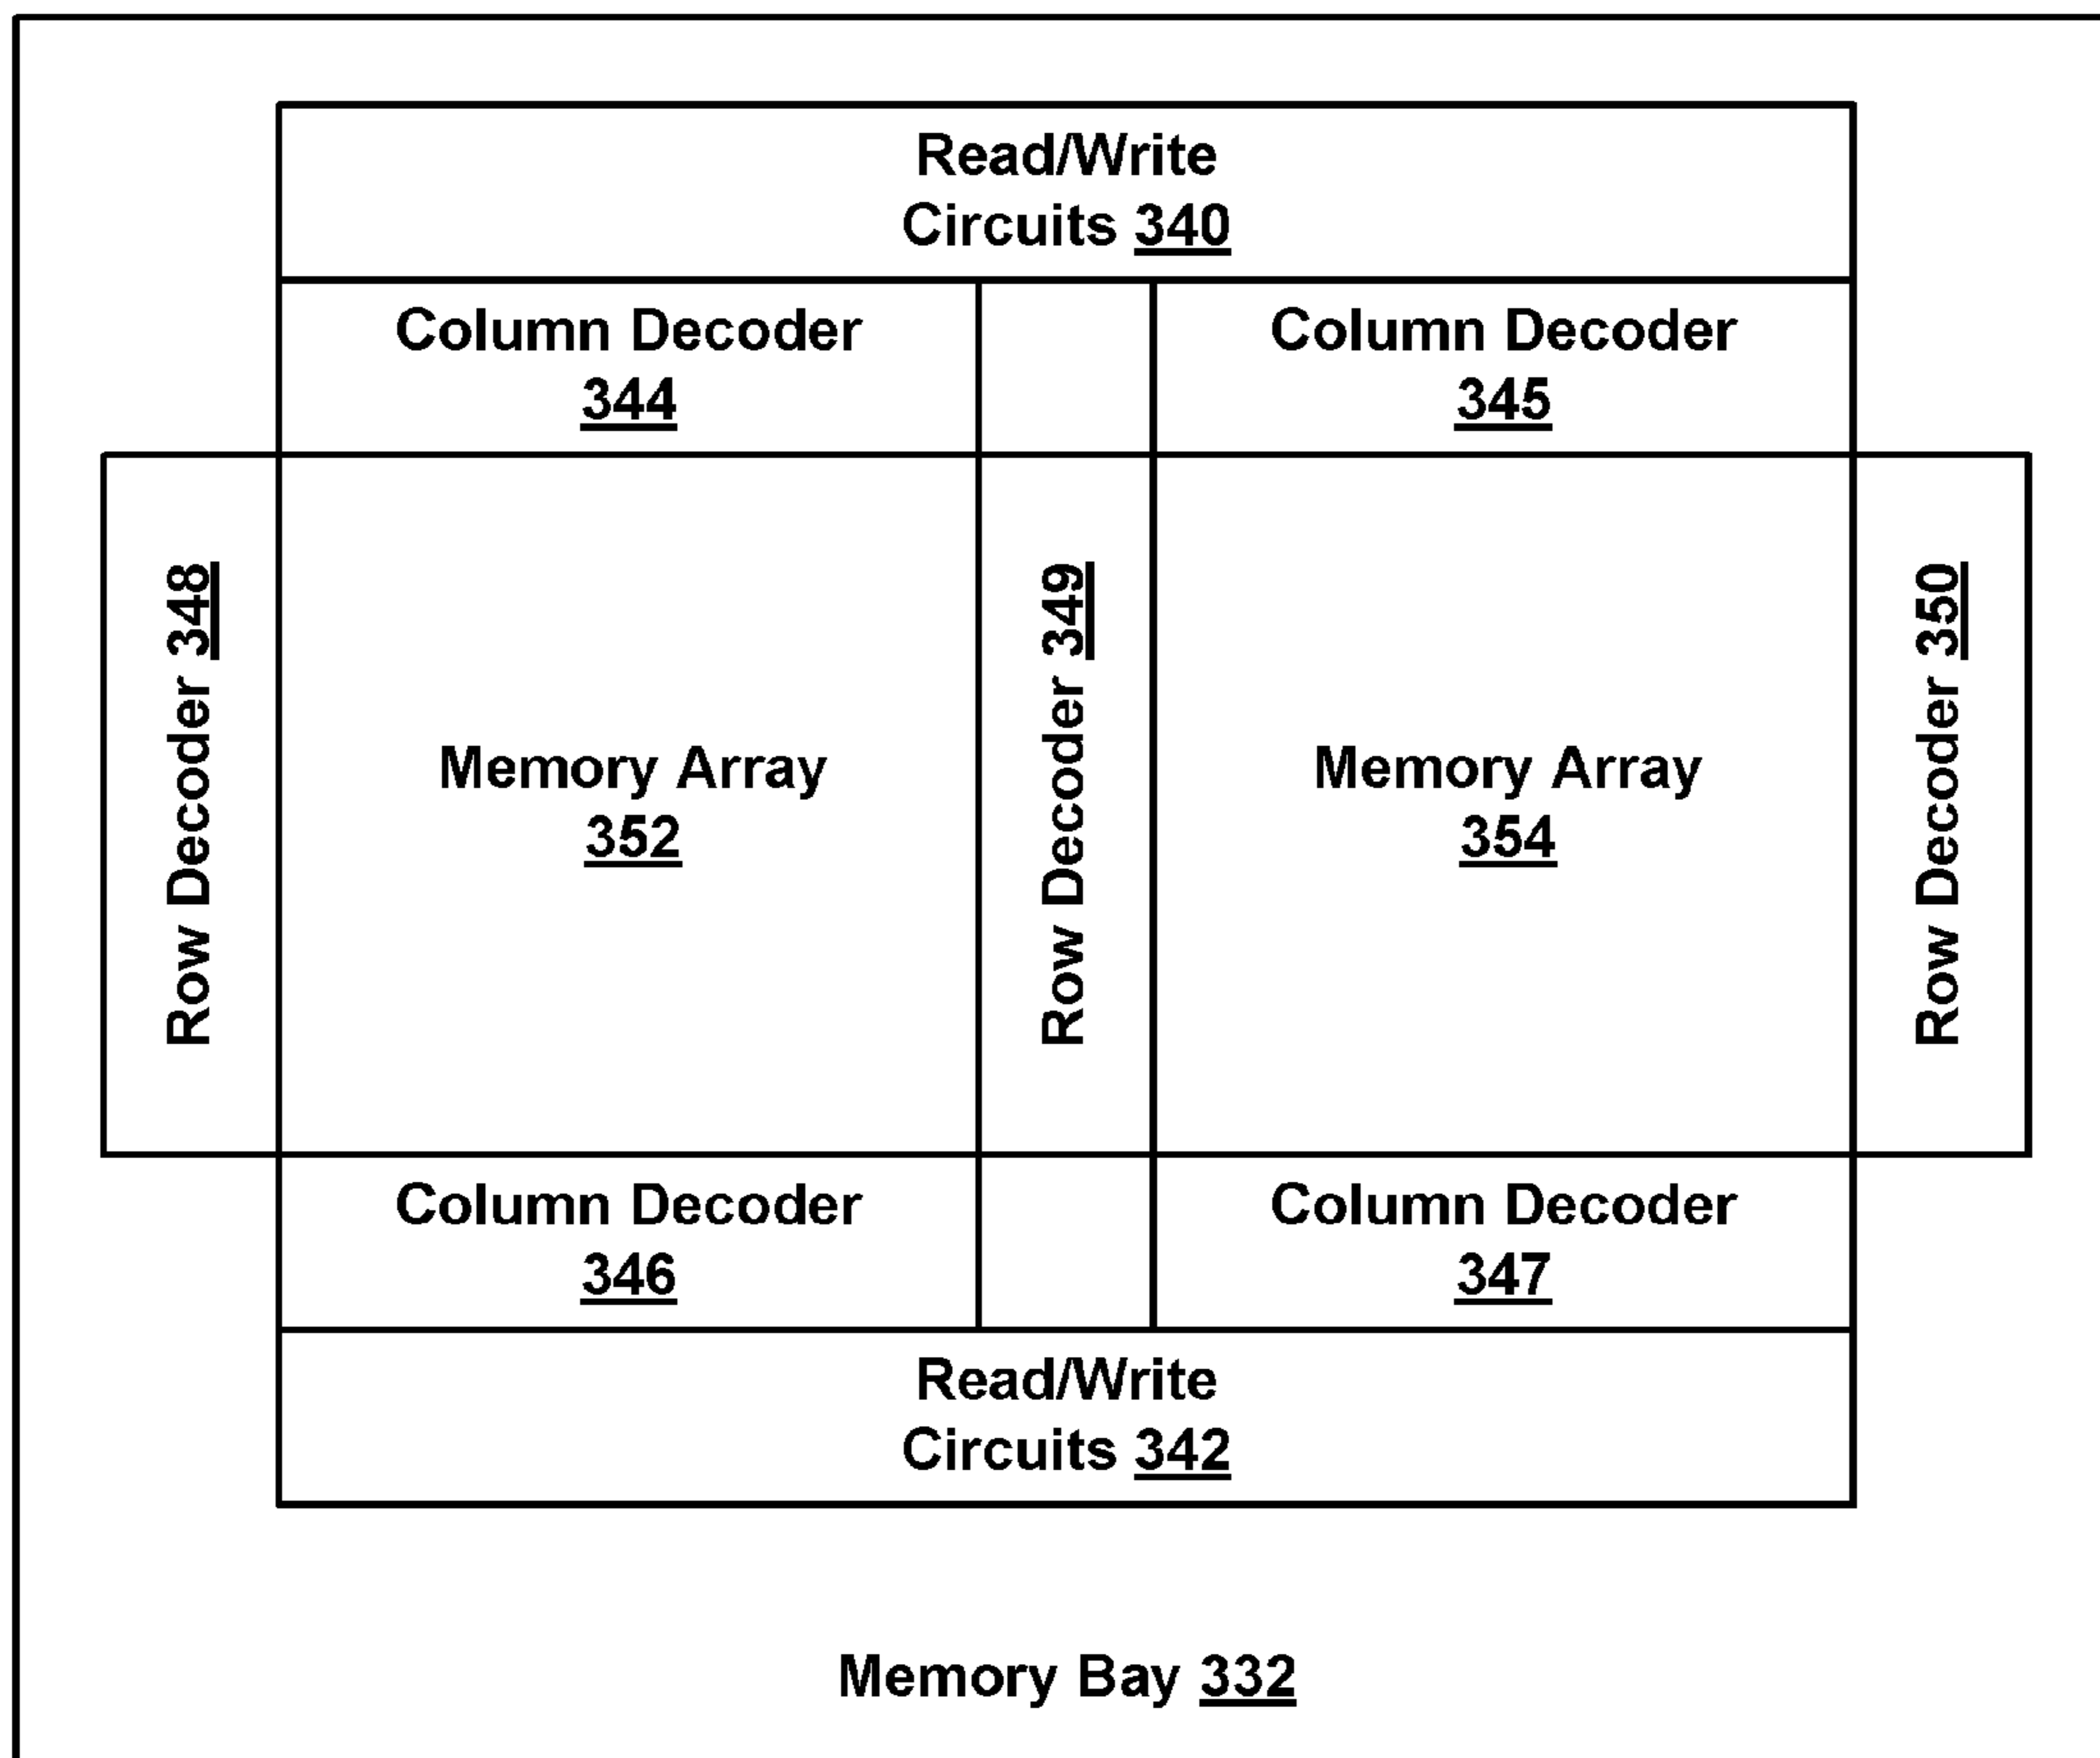 Read/Write
Circuits 340
Column Decoder
344
Column Decoder
345
Row Decoder 348
Memory Array
352
Row Decoder 349
Memory Array
354
Row Decoder 350
Column Decoder
346
Column Decoder
347
Read/Write
Circuits 342
Memory Bay 332